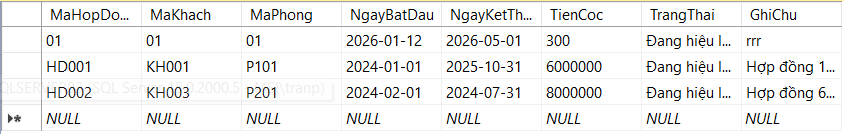 MaHopDo... MaKhach MaPhong NgayBatDau NgayKetTh... TienCoc TrangThai GhiChu
01 01 01 2026-01-12 2026-05-01 300 Đang hiệu l... rrr
HD001 KH001 P101 2024-01-01 2025-10-31 6000000 Đang hiệu l... Hợp đồng 1...
HD002 KH003 P201 2024-02-01 2024-07-31 8000000 Đang hiệu l... Hợp đồng 6...
NULL NULL NULL NULL NULL NULL NULL NULL